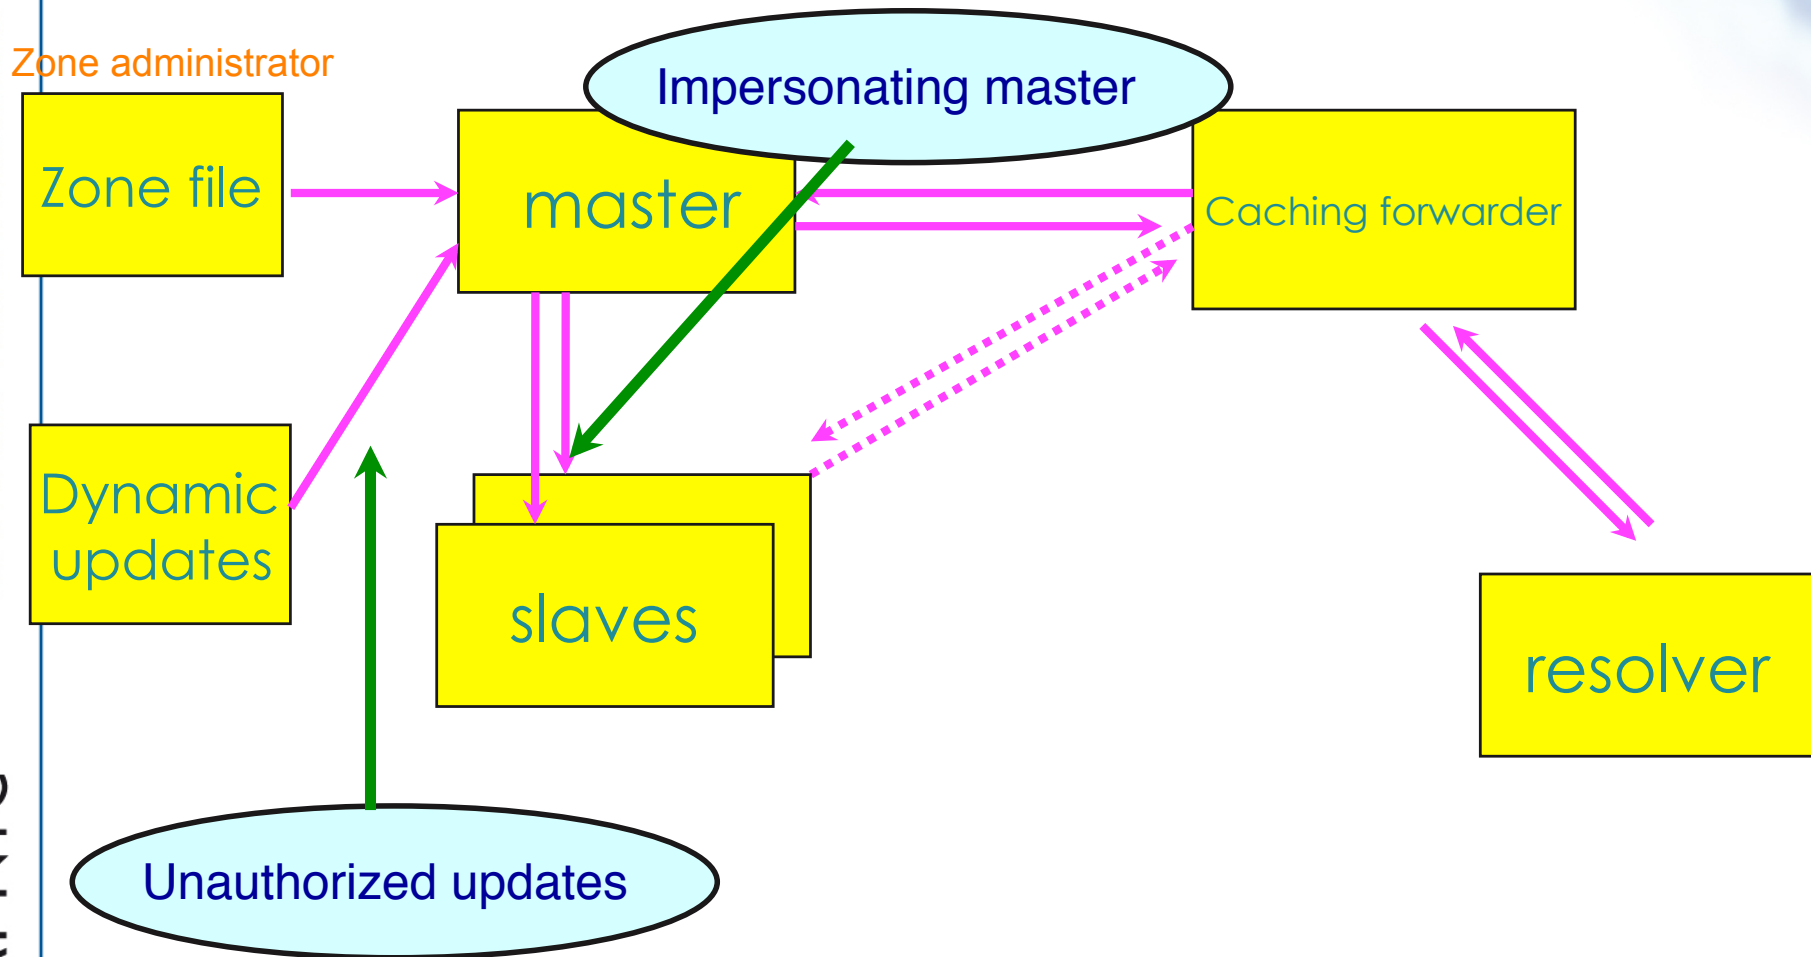 Zone administrator
Impersonating master
Zone file
master
Caching forwarder
Dynamic
updates
slaves
resolver
Unauthorized updates